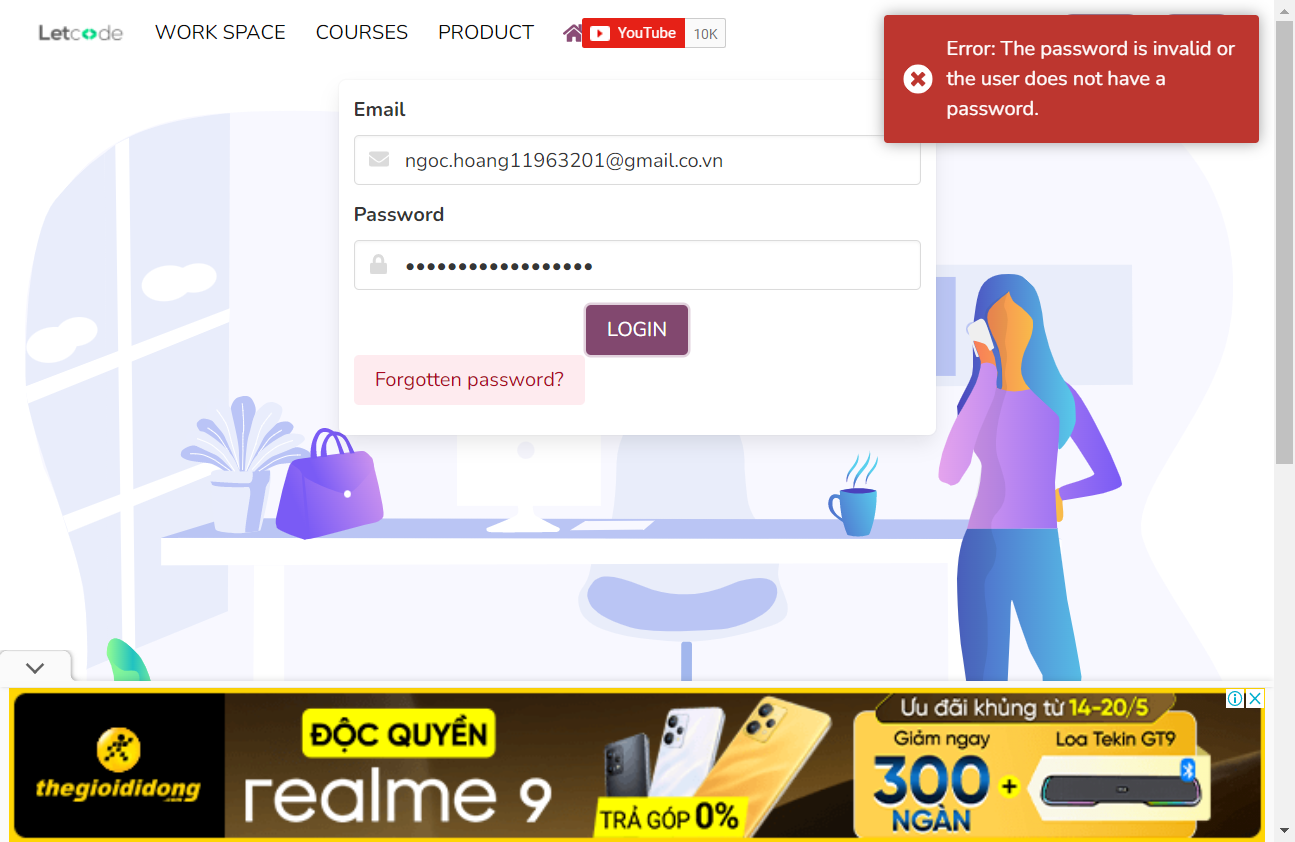 Letcode
WORK SPACE
COURSES
PRODUCT
YouTube
10K
Error: The password is invalid or
the user does not have a
password.
Email
ngoc.hoang11963201@gmail.co.vn
Password
••••••••••••••••••
LOGIN
Forgotten password?
thegioididong
.com
ĐỘC QUYỀN
realme 9
TRẢ GÓP 0%
Ưu đãi khủng từ 14-20/5
Giảm ngay
300
NGÀN
+
Loa Tekin GT9